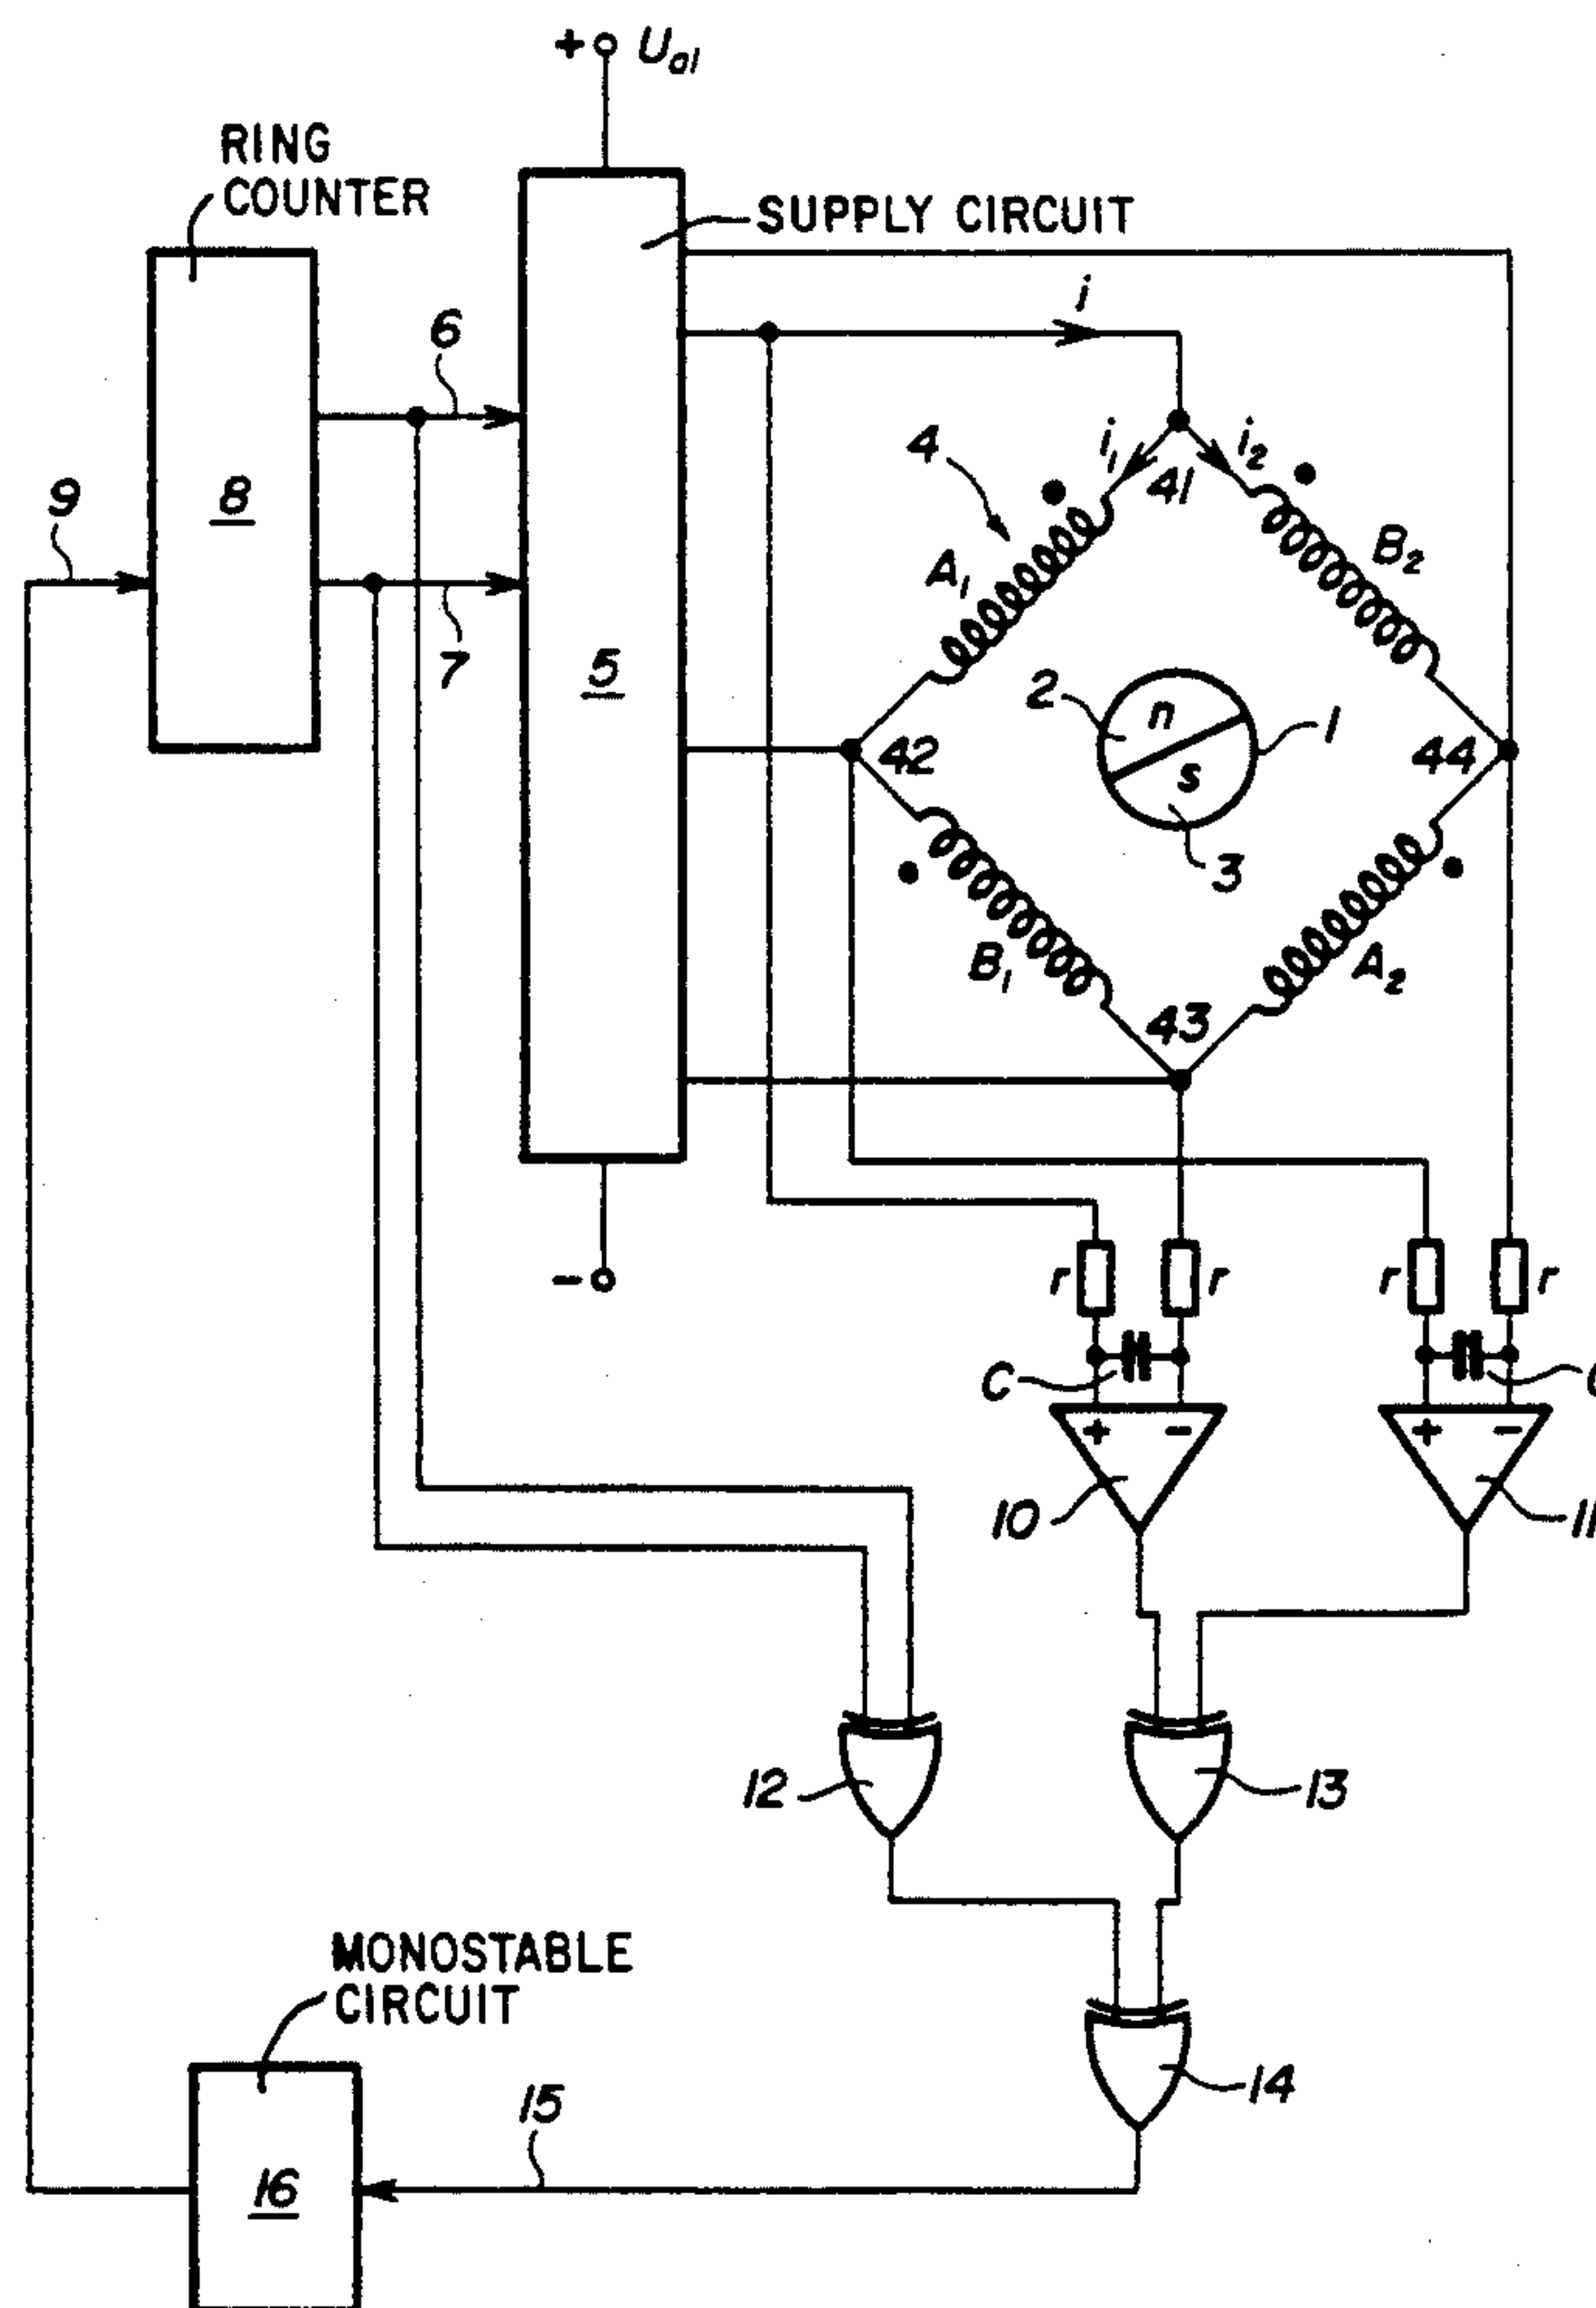 + Ual
RING
COUNTER
SUPPLY CIRCUIT
i
6
4
i1
41
i2
9
8
A1
B2
7
5
2
n
1
42
44
s
3
B1
A2
43
-
r
r
r
r
C
+ -
+ -
10
11
12
13
MONOSTABLE
CIRCUIT
14
15
16